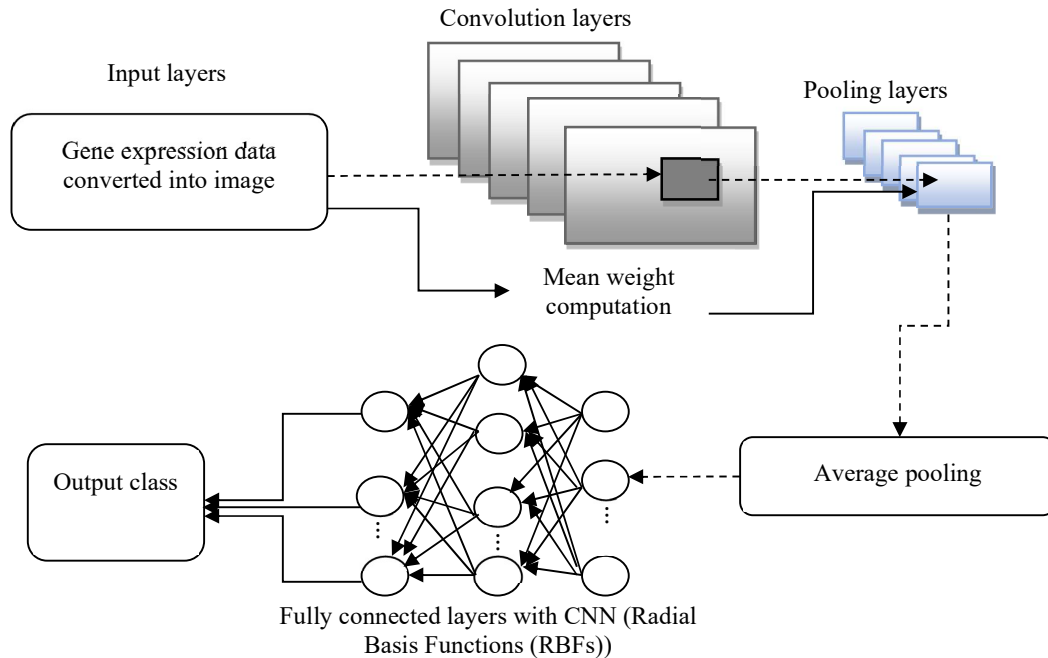 Convolution layers
Input layers
Pooling layers
Gene expression data
converted into image
Mean weight
computation
Output class
Average pooling
Fully connected layers with CNN (Radial
Basis Functions (RBFs))